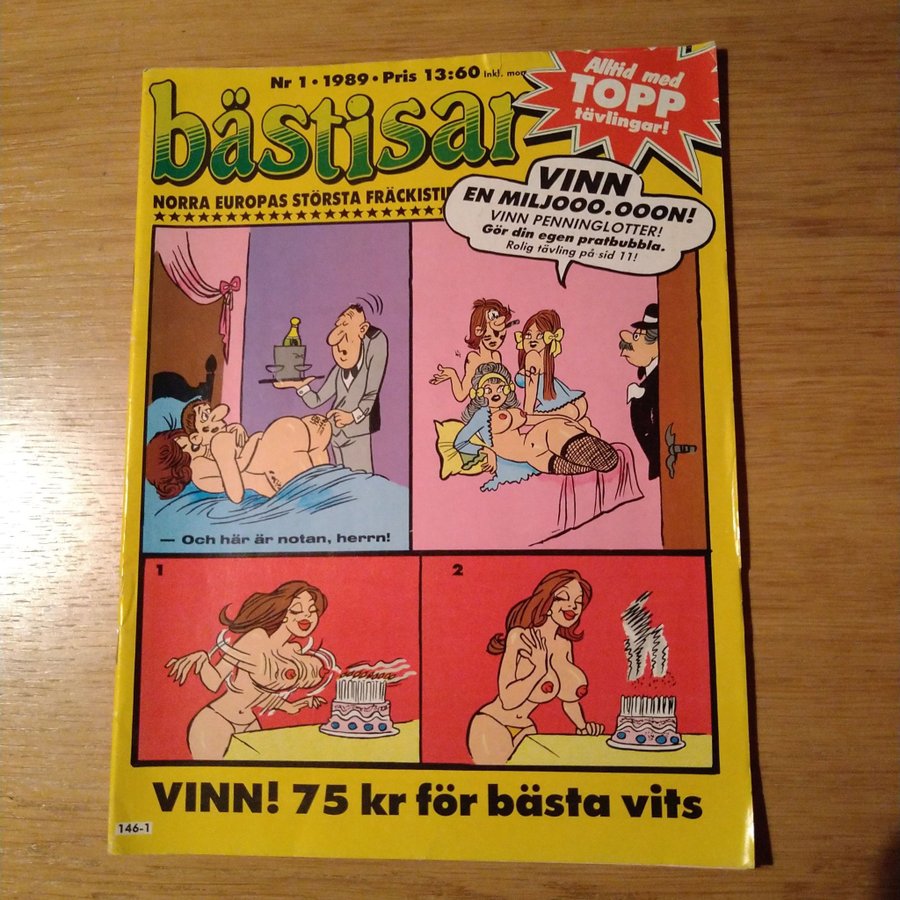 Nr 1 • 1989 • Pris 13:60 Inkl.
bästisar
NORRA EUROPAS STÖRSTA
Alltid med
TOPP
tävlingar!
VINN
EN MILJOOO.OOON!
VINN PENNINGLOTTER!
Gör din egen pratbubbla.
Rolig tävling på sid 11!
— Och här är notan, herrn!
1
2
VINN! 75 kr för bästa vits
146-1